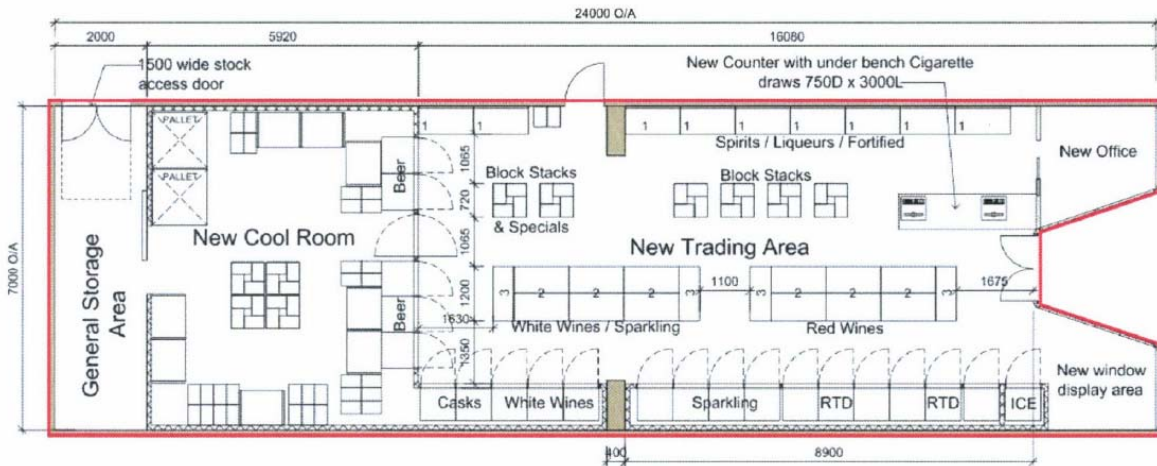 24000 O/A
2000
5920
16080
1500 wide stock
access door
New Counter with under bench Cigarette
draws 750D x 3000L
PALLET
PALLET
1
1
1
1
1
1
1
1
Spirits / Liqueurs / Fortified
New Office
Beer
1065
Block Stacks
Block Stacks
720
& Specials
New Cool Room
1065
New Trading Area
7000 O/A
General Storage
Area
1200
1100
1675
3
2
2
2
3
3
2
2
2
3
Beer
1630
White Wines / Sparkling
Red Wines
1350
New window
display area
Casks
White Wines
Sparkling
RTD
RTD
ICE
400
8900